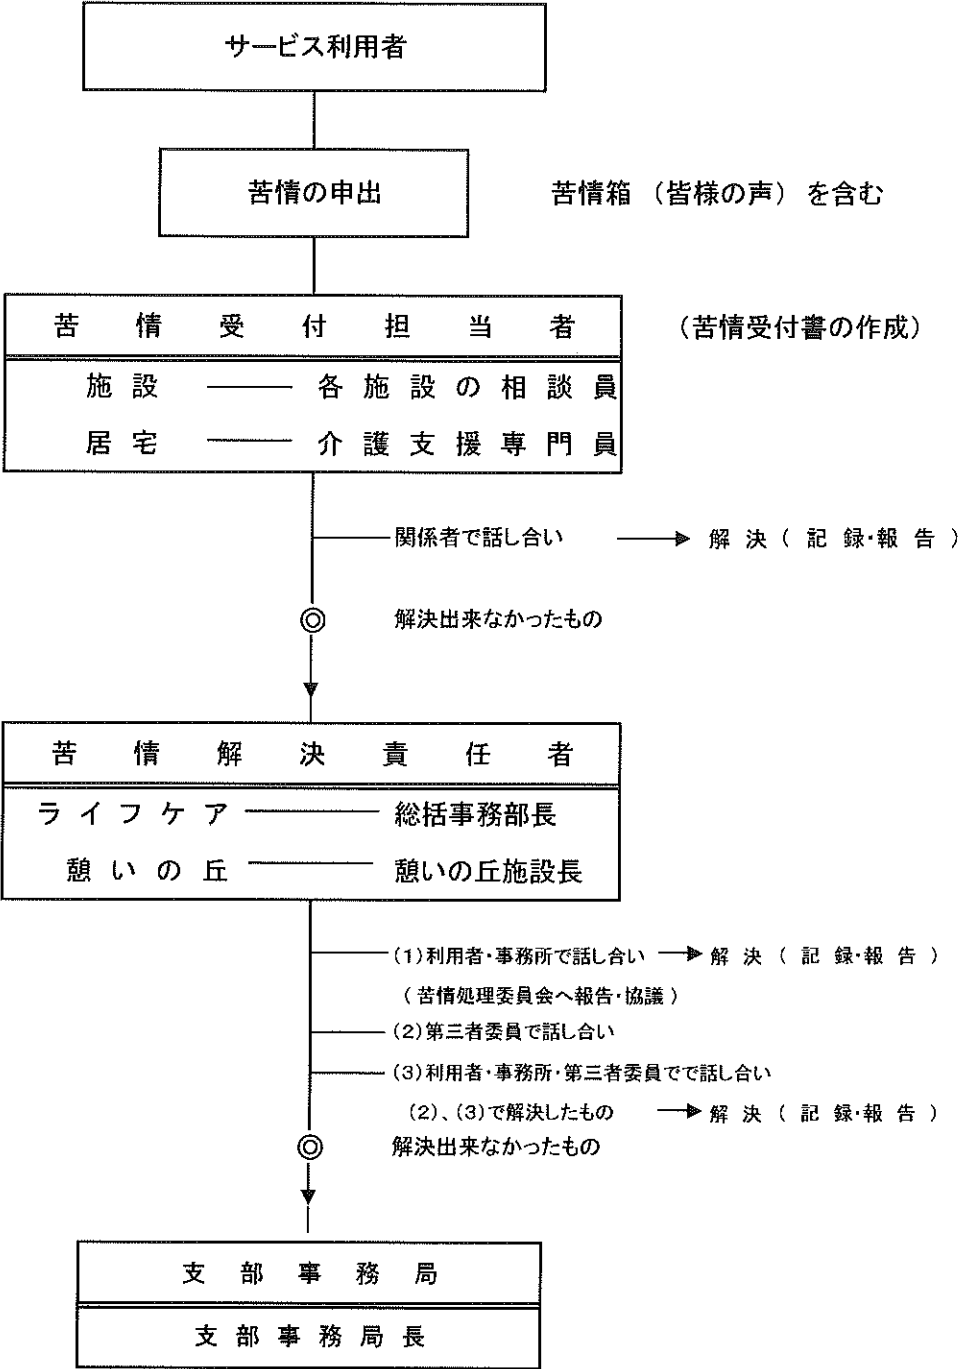 サービス利用者
苦情の申出 苦情箱（皆様の声）を含む
苦情受付担当者 （苦情受付書の作成）
施設 ―― 各施設の相談員
居宅 ―― 介護支援専門員
関係者で話し合い → 解決（記録・報告）
◎ 解決出来なかったもの
苦情解決責任者
ライフケア ―― 総括事務部長
憩いの丘 ―― 憩いの丘施設長
(1)利用者・事務所で話し合い → 解決（記録・報告）
（苦情処理委員会へ報告・協議）
(2)第三者委員で話し合い
(3)利用者・事務所・第三者委員でで話し合い
(2)、(3)で解決したもの → 解決（記録・報告）
◎ 解決出来なかったもの
支部事務局
支部事務局長